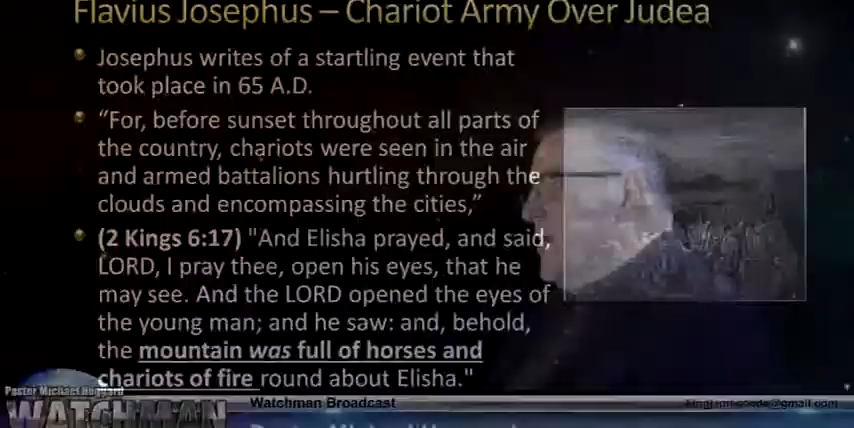 Flavius Josephus – Chariot Army Over Judea
Josephus writes of a startling event that
took place in 65 A.D.
“For, before sunset throughout all parts of
the country, chariots were seen in the air
and armed battalions hurtling through the
clouds and encompassing the cities,”
(2 Kings 6:17) "And Elisha prayed, and said,
LORD, I pray thee, open his eyes, that he
may see. And the LORD opened the eyes of
the young man; and he saw: and, behold,
the mountain was full of horses and
chariots of fire round about Elisha."
Pastor Michael Hoggard
WATCHMAN
Watchman Broadcast